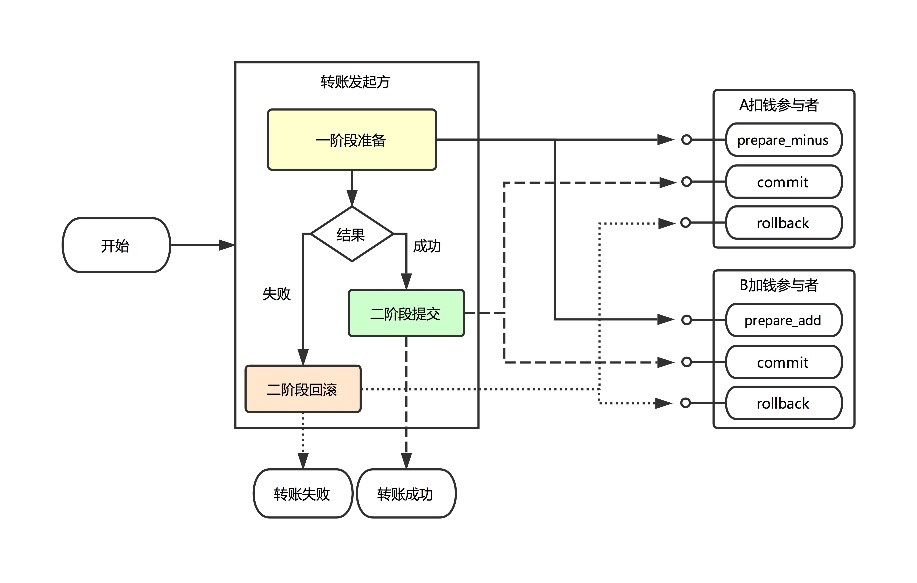 转账发起方
一阶段准备
结果
成功
失败
二阶段提交
二阶段回滚
开始
转账失败
转账成功
A扣钱参与者
prepare_minus
commit
rollback
B加钱参与者
prepare_add
commit
rollback